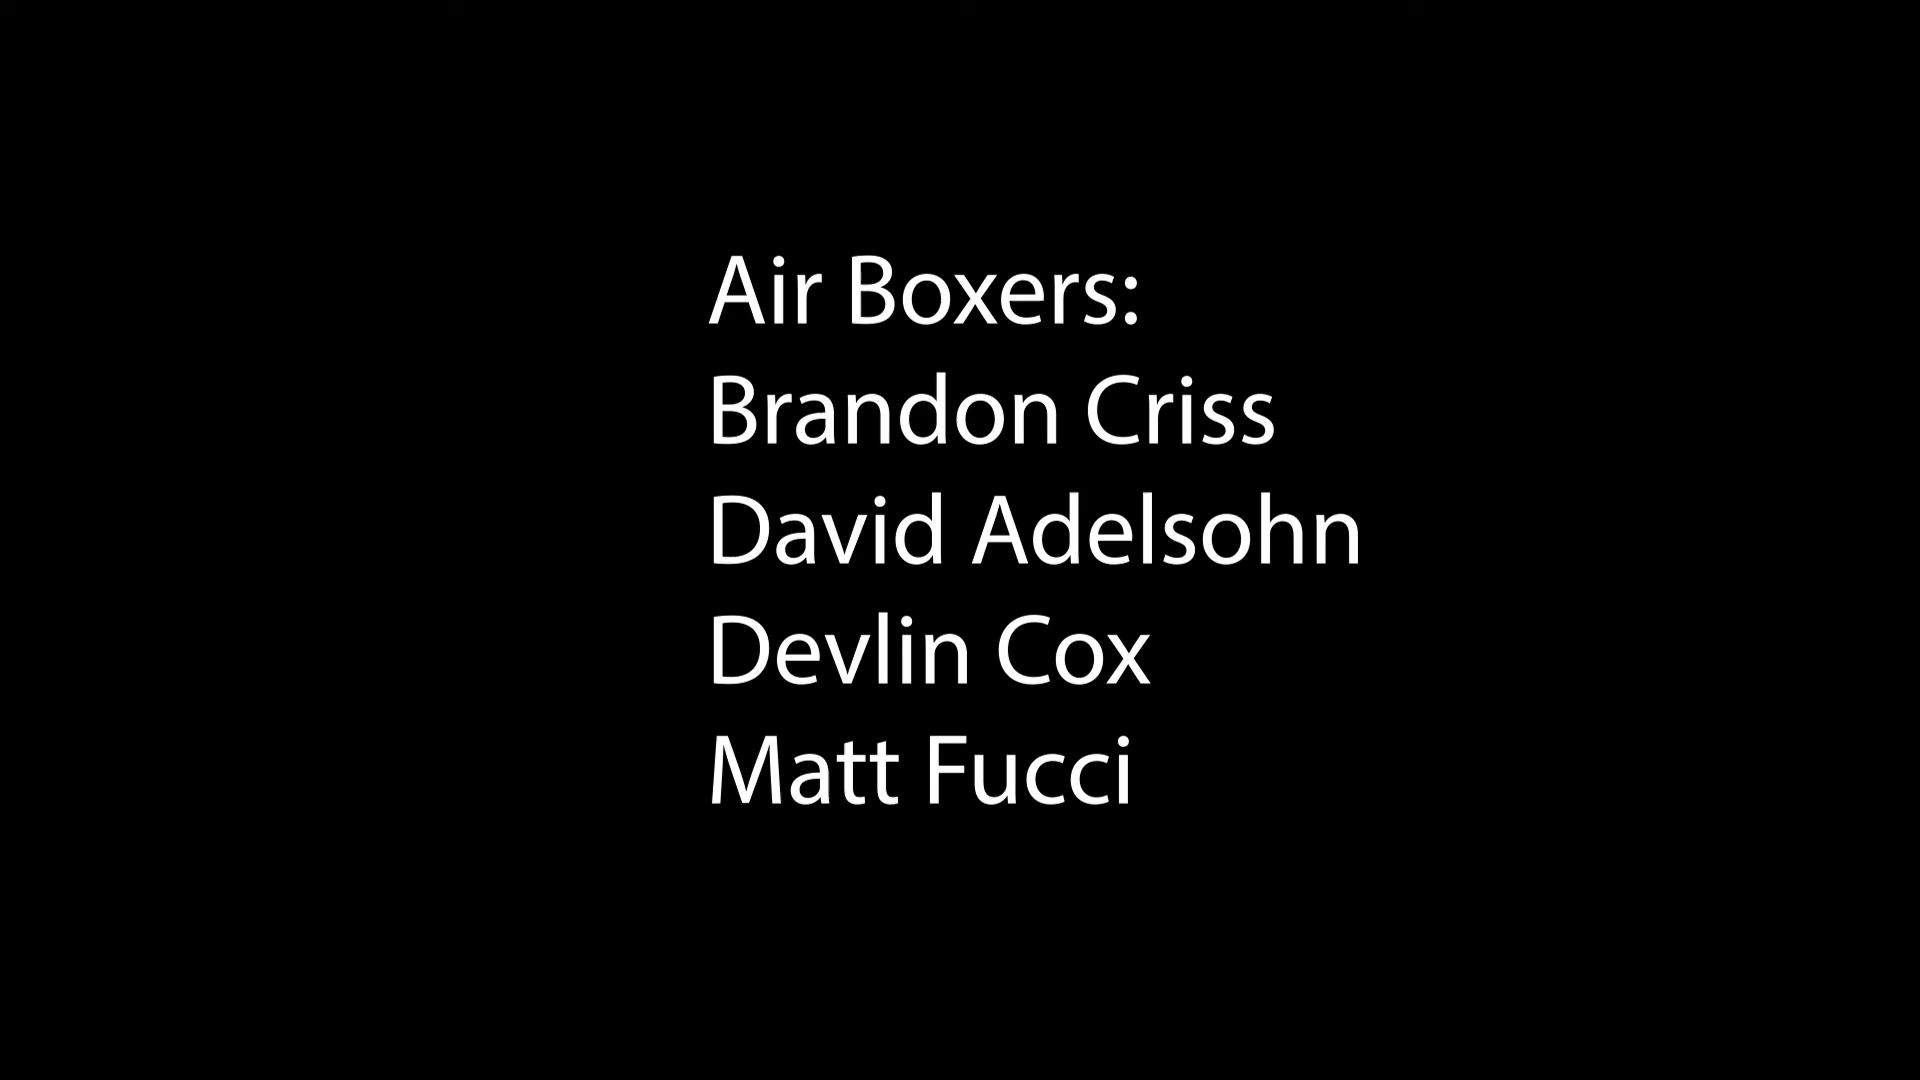 Air Boxers:
Brandon Criss
David Adelsohn
Devlin Cox
Matt Fucci